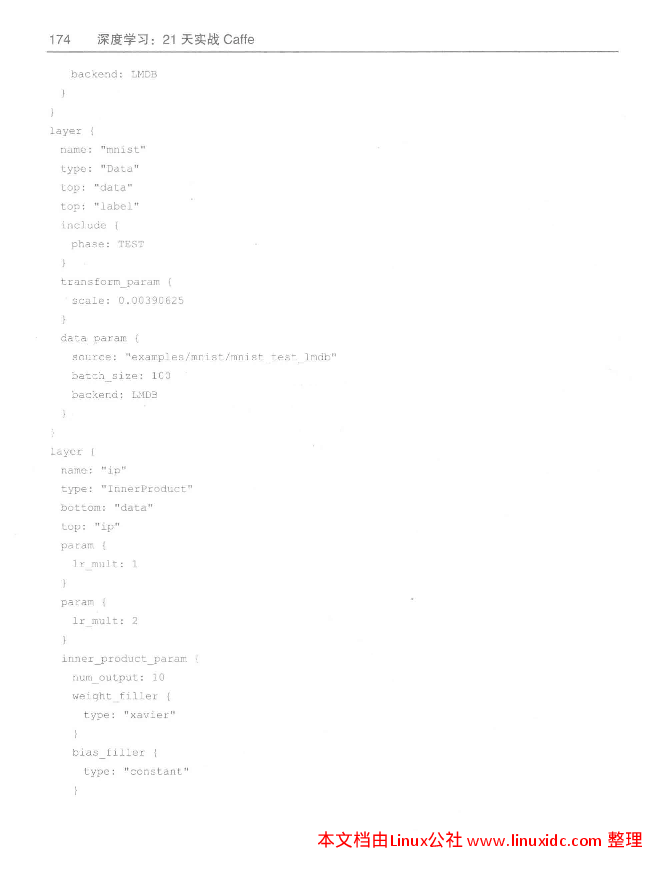 174 深度学习：21 天实战 Caffe
backend: LMDB
}
}
layer {
name: "mnist"
type: "Data"
top: "data"
top: "label"
include {
phase: TEST
}
transform_param {
scale: 0.00390625
}
data_param {
source: "examples/mnist/mnist_test_lmdb"
batch_size: 100
backend: LMDB
}
}
layer {
name: "ip"
type: "InnerProduct"
bottom: "data"
top: "ip"
param {
lr_mult: 1
}
param {
lr_mult: 2
}
inner_product_param {
num_output: 10
weight_filler {
type: "xavier"
}
bias_filler {
type: "constant"
}
本文档由Linux公社 www.linuxidc.com 整理